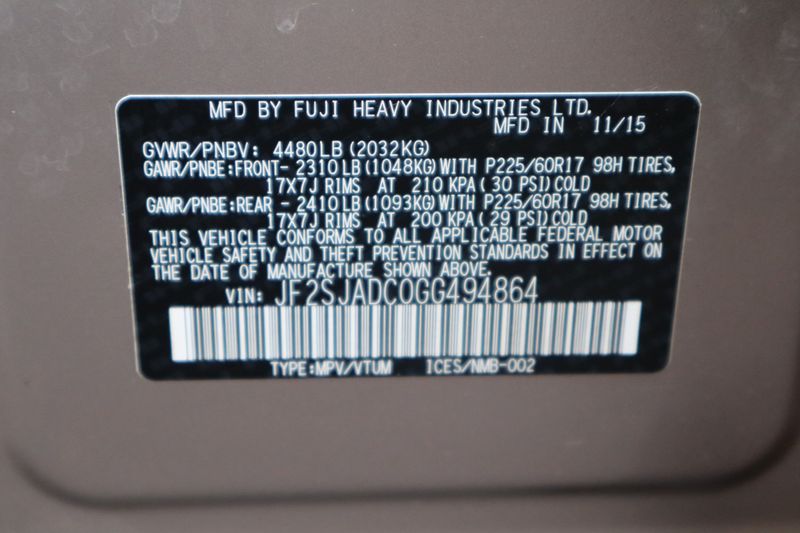 MFD BY FUJI HEAVY INDUSTRIES LTD.
MFD IN 11/15
GVWR/PNBV: 4480LB(2032KG)
GAWR/PNBE:FRONT- 2310LB(1048KG)WITH P225/60R17 98H TIRES,
17X7J RIMS AT 210 KPA( 30 PSI)COLD
GAWR/PNBE:REAR - 2410LB(1093KG)WITH P225/60R17 98H TIRES,
17X7J RIMS AT 200 KPA( 29 PSI)COLD
THIS VEHICLE CONFORMS TO ALL APPLICABLE FEDERAL MOTOR
VEHICLE SAFETY AND THEFT PREVENTION STANDARDS IN EFFECT ON
THE DATE OF MANUFACTURE SHOWN ABOVE.
VIN: JF2SJADC0GG494864
TYPE:MPV/VTUM ICES/NMB-002